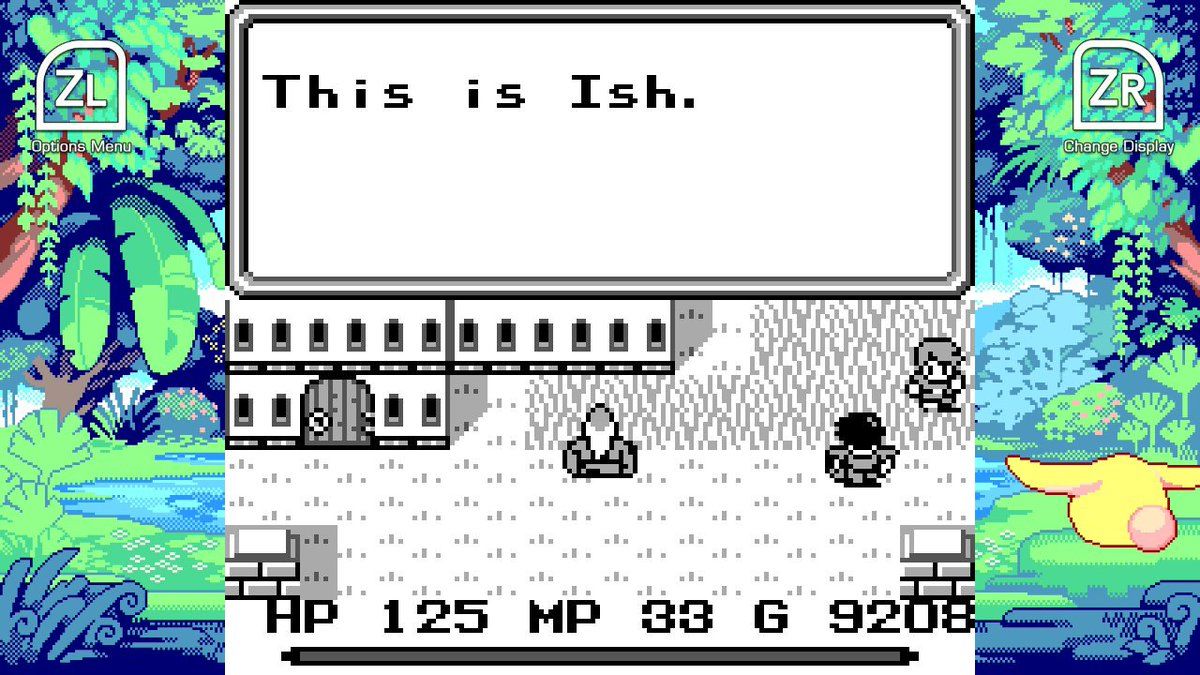 This is Ish.
ZL
Options Menu
ZR
Change Display
HP 125 MP 33 G 9208